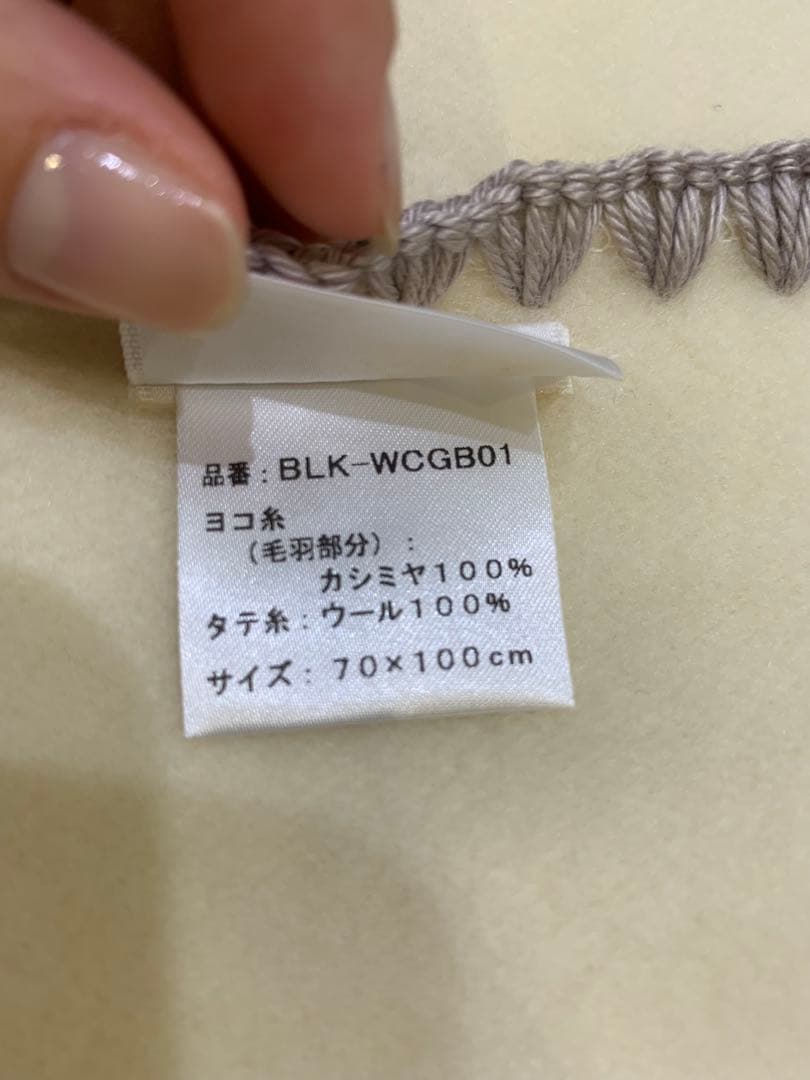 品番：BLK-WCGB01
ヨコ糸
（毛羽部分）：
カシミヤ１００％
タテ糸：ウール１００％
サイズ：７０×１００ｃｍ